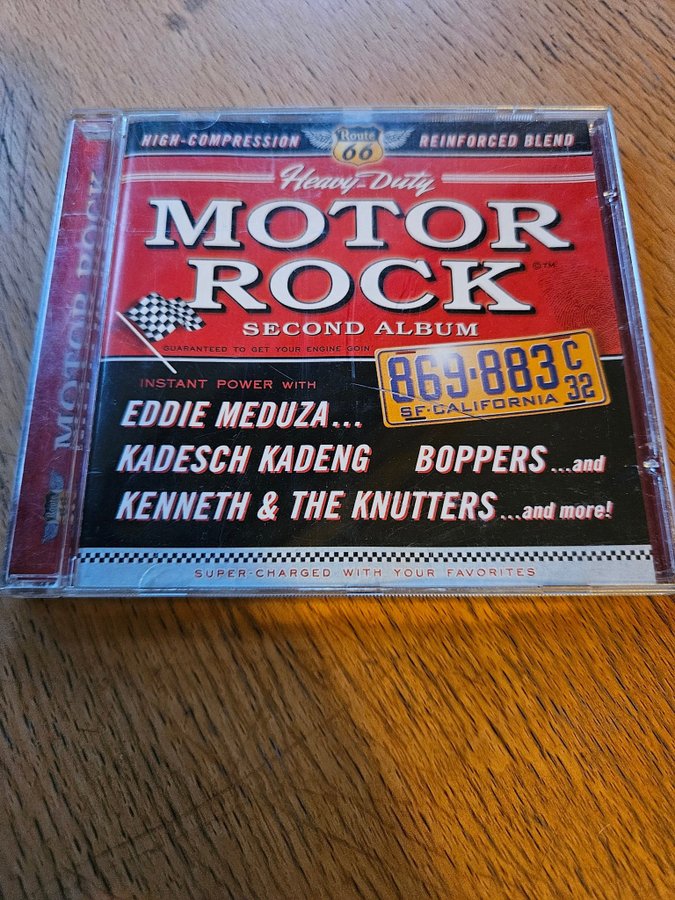 HIGH-COMPRESSION
Route
66
REINFORCED BLEND
Heavy-Duty
MOTOR
ROCK
©™
SECOND ALBUM
GUARANTEED TO GET YOUR ENGINE GOIN
869-883 C 32
SF-CALIFORNIA
INSTANT POWER WITH
EDDIE MEDUZA...
KADESCH KADENG BOPPERS ...and
KENNETH & THE KNUTTERS ...and more!
SUPER-CHARGED WITH YOUR FAVORITES
MOTOR ROCK